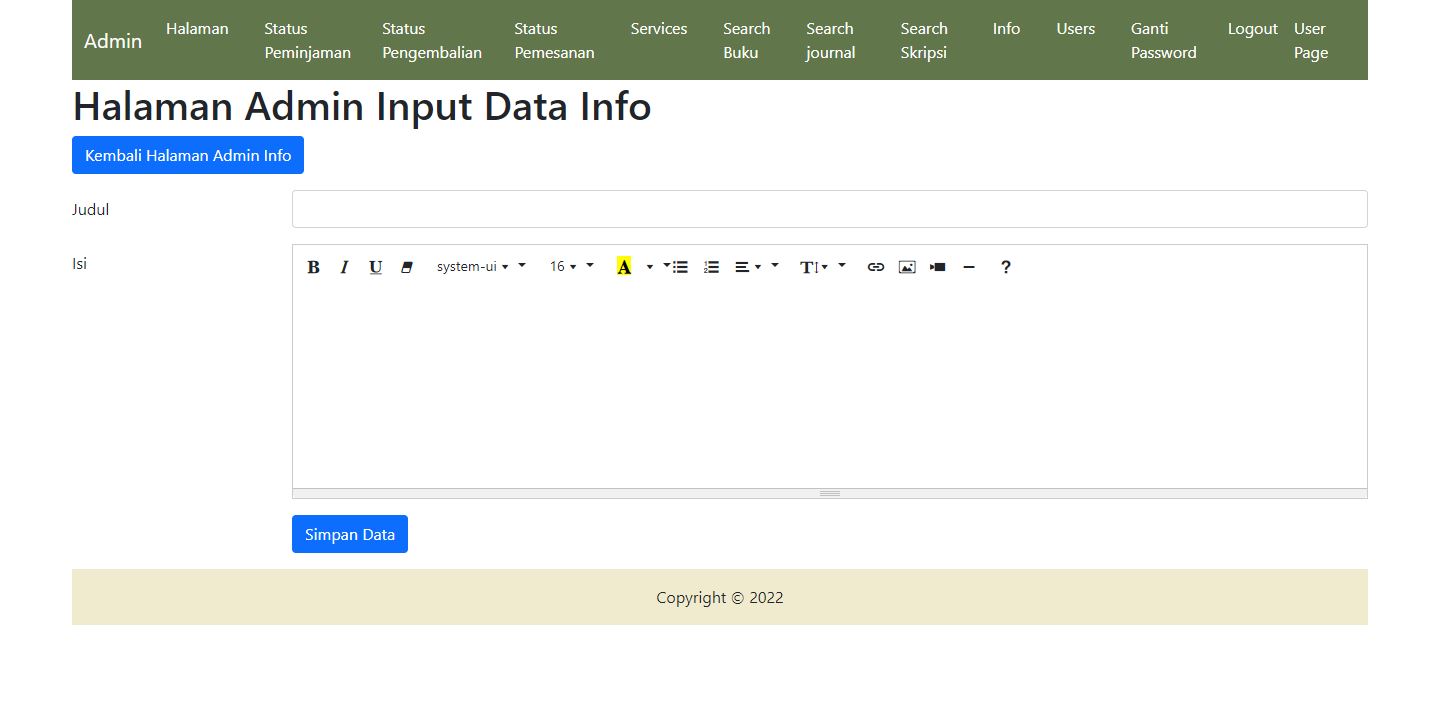 Admin
Halaman
Status
Peminjaman
Status
Pengembalian
Status
Pemesanan
Services
Search
Buku
Search
journal
Search
Skripsi
Info
Users
Ganti
Password
Logout
User
Page
Halaman Admin Input Data Info
Kembali Halaman Admin Info
Judul
Isi
B I U system-ui 16 A T ?
Simpan Data
Copyright © 2022